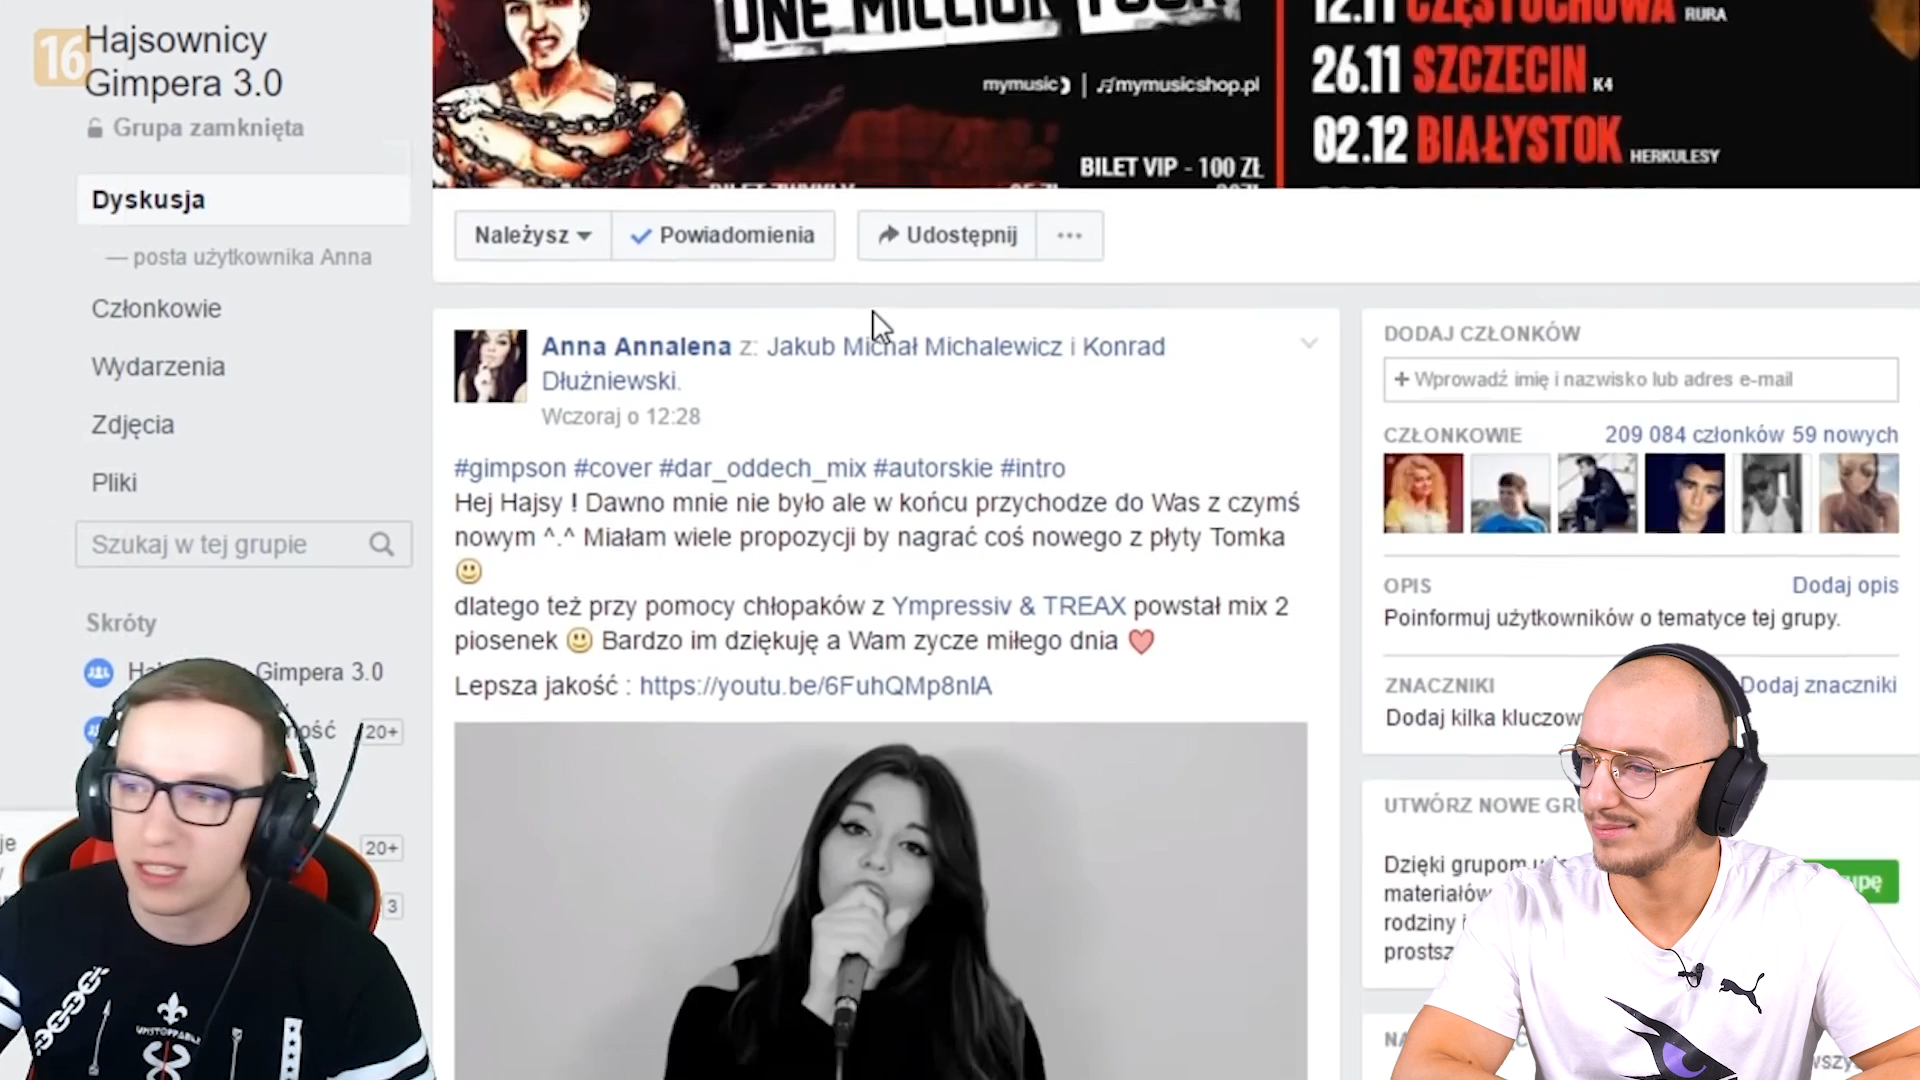 16
Hajsownicy
Gimpera 3.0
Grupa zamknięta
Dyskusja
— posta użytkownika Anna
Członkowie
Wydarzenia
Zdjęcia
Pliki
Szukaj w tej grupie
Skróty
Gimpera 3.0
20+
20+
3
ONE MILLION TOUR
mymusic | mymusicshop.pl
BILET VIP - 100 ZŁ
12.11 CZĘSTOCHOWA RURA
26.11 SZCZECIN K4
02.12 BIAŁYSTOK HERKULESY
Należysz
Powiadomienia
Udostępnij
Anna Annalena z: Jakub Michał Michalewicz i Konrad
Dłużniewski.
Wczoraj o 12:28
#gimpson #cover #dar_oddech_mix #autorskie #intro
Hej Hajsy ! Dawno mnie nie było ale w końcu przychodze do Was z czymś
nowym ^.^ Miałam wiele propozycji by nagrać coś nowego z płyty Tomka
🙂
dlatego też przy pomocy chłopaków z Ympressiv & TREAX powstał mix 2
piosenek 🙂 Bardzo im dziękuję a Wam zycze miłego dnia ❤
Lepsza jakość : https://youtu.be/6FuhQMp8nlA
DODAJ CZŁONKÓW
+ Wprowadź imię i nazwisko lub adres e-mail
CZŁONKOWIE 209 084 członków 59 nowych
OPIS Dodaj opis
Poinformuj użytkowników o tematyce tej grupy.
ZNACZNIKI Dodaj znaczniki
Dodaj kilka
UTWÓRZ NOWE
Dzięki grupom
materiałów
rodziny i
UNSTOPPABLE